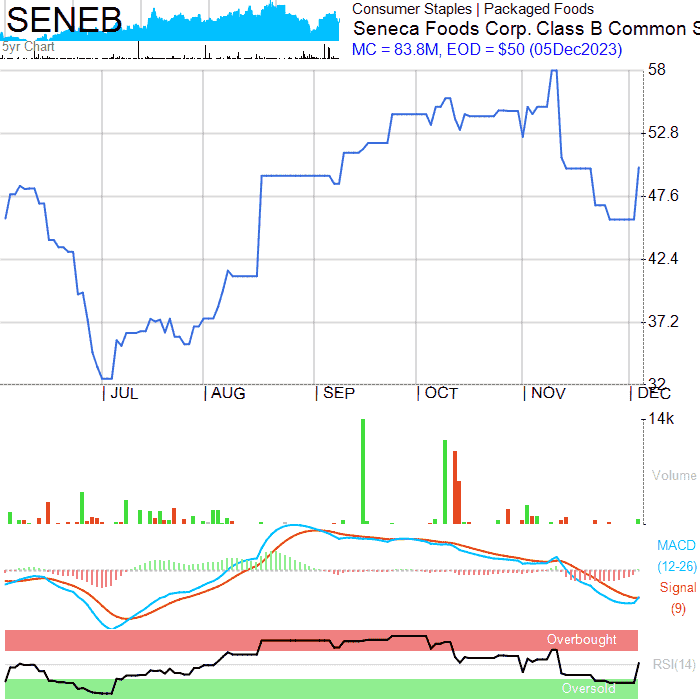 SENEB
5yr Chart
Consumer Staples | Packaged Foods
Seneca Foods Corp. Class B Common S
MC = 83.8M, EOD = $50 (05Dec2023)
58
52.8
47.6
42.4
37.2
32
| JUL | AUG | SEP | OCT | NOV | DEC
14k
Volume
MACD
(12-26)
Signal
(9)
Overbought
RSI(14)
Oversold